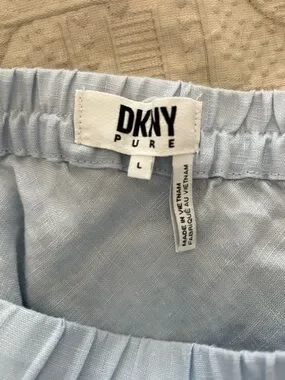 DKNY
PURE
L
MADE IN VIETNAM
FABRIQUÉ AU VIETNAM